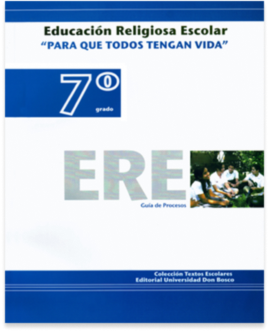 Educación Religiosa Escolar
“PARA QUE TODOS TENGAN VIDA”
7º
grado
ERE
Guía de Procesos
Colección Textos Escolares
Editorial Universidad Don Bosco